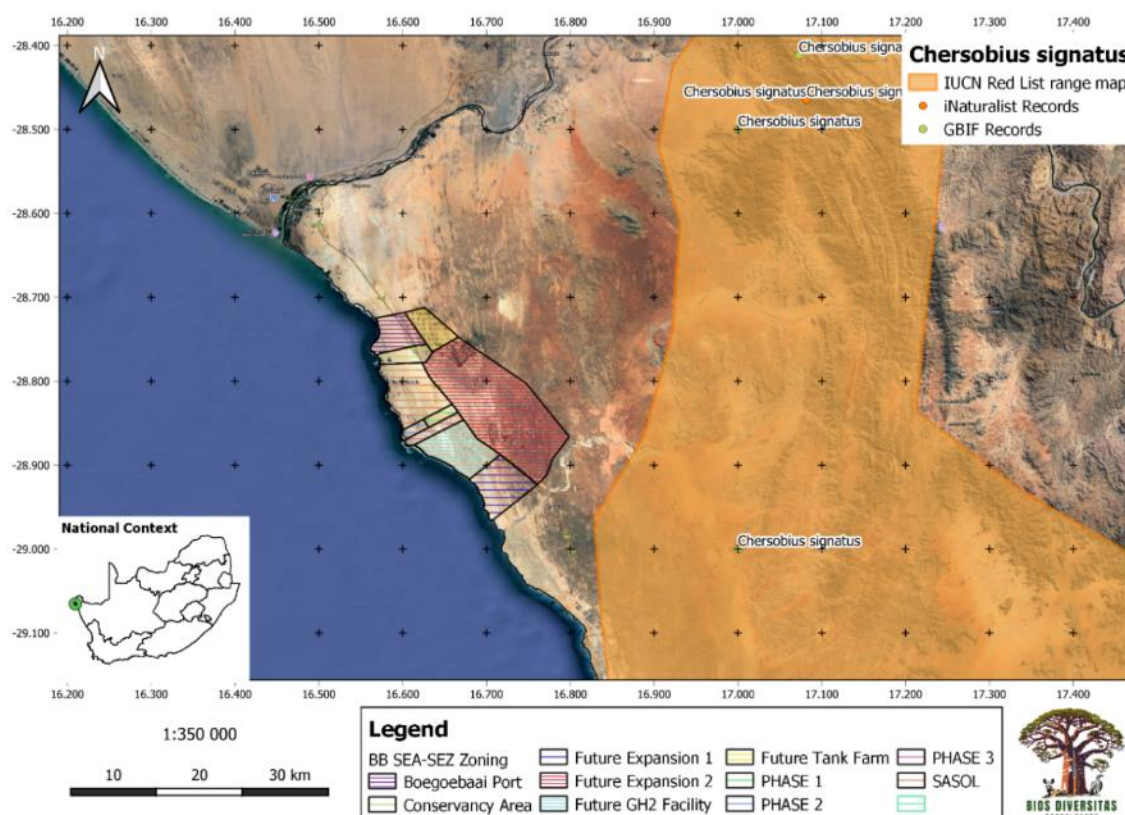 16.200 16.300 16.400 16.500 16.600 16.700 16.800 16.900 17.000 17.100 17.200 17.300 17.400
-28.400
-28.500
-28.600
-28.700
-28.800
-28.900
-29.000
-29.100
N
Chersobius signatus
IUCN Red List range map
iNaturalist Records
GBIF Records
Chersobius signa
Chersobius signatus Chersobius sign
Chersobius signatus
Chersobius signatus
National Context
16.200 16.300 16.400 16.500 16.600 16.700 16.800 16.900 17.000 17.100 17.200 17.300 17.400
1:350 000
10 20 30 km
Legend
BB SEA-SEZ Zoning
Boegoebaai Port
Conservancy Area
Future Expansion 1
Future Expansion 2
Future GH2 Facility
Future Tank Farm
PHASE 1
PHASE 2
PHASE 3
SASOL
BIOS DIVERSITAS